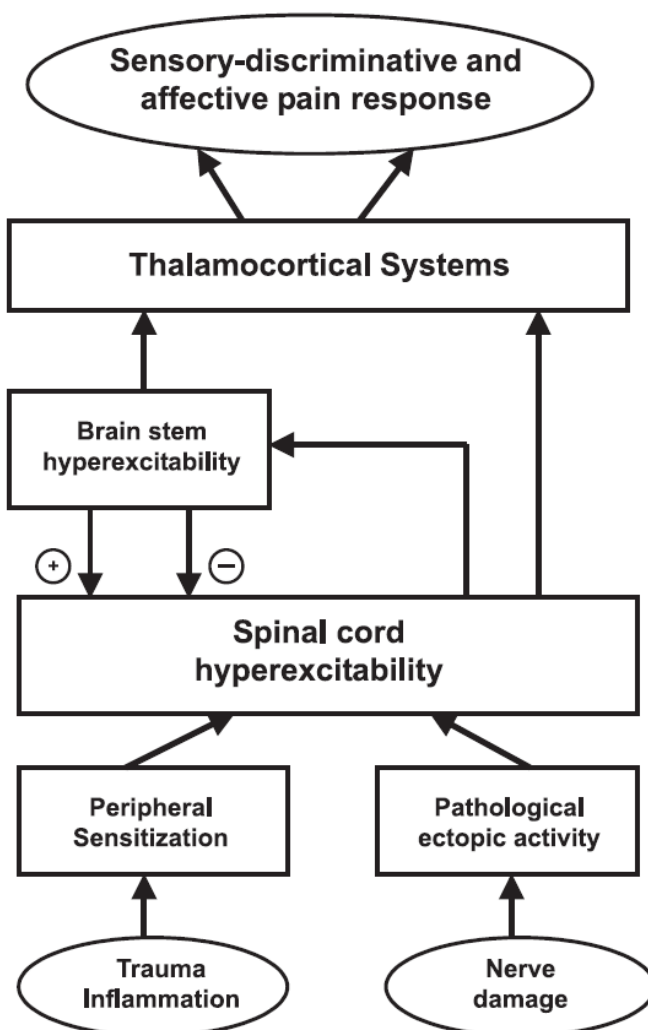 Sensory-discriminative and
affective pain response
Thalamocortical Systems
Brain stem
hyperexcitability
+
−
Spinal cord
hyperexcitability
Peripheral
Sensitization
Pathological
ectopic activity
Trauma
Inflammation
Nerve
damage